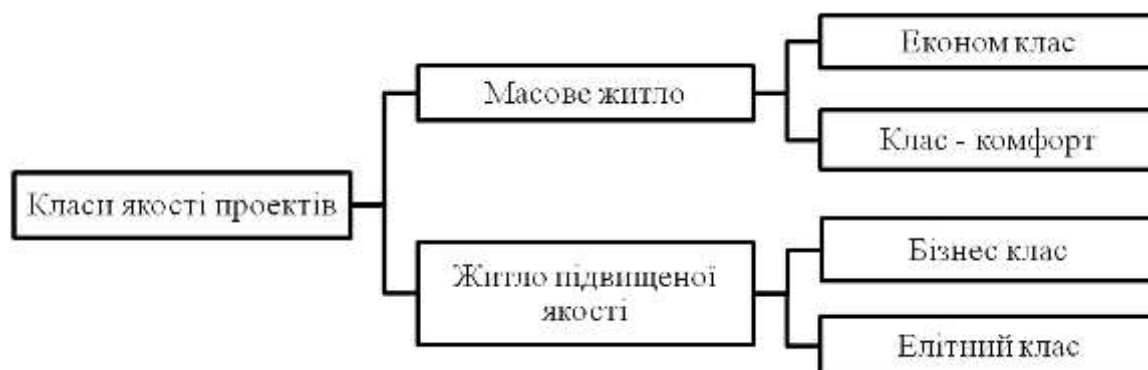 Класи якості проектів
Масове житло
Економ клас
Клас - комфорт
Житло підвищеної
якості
Бізнес клас
Елітний клас